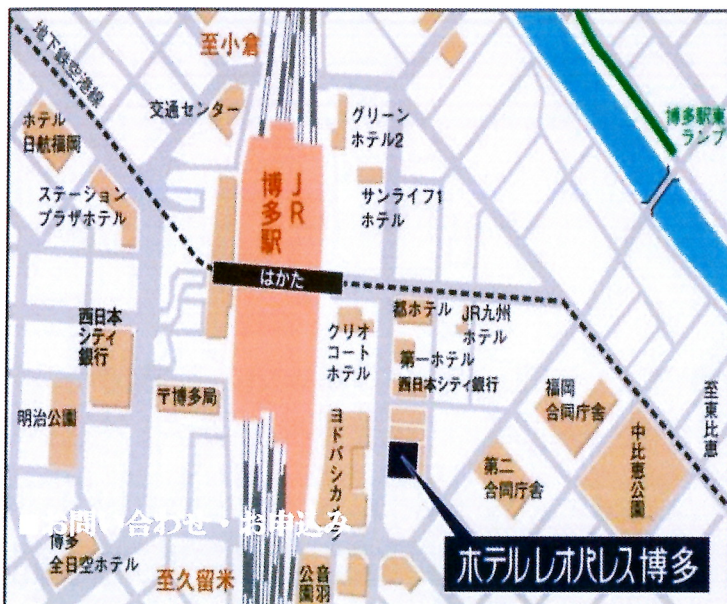 至小倉
地下鉄空港線
交通センター
グリーン
ホテル2
博多駅東
ランプ
ホテル
日航福岡
ステーション
プラザホテル
JR
博多駅
サンライフ1
ホテル
はかた
西日本
シティ
銀行
クリオ
コート
ホテル
都ホテル
JR九州
ホテル
第一ホテル
西日本シティ銀行
〒博多局
明治公園
ヨドバシカメラ
福岡
合同庁舎
至東比恵
第二
合同庁舎
中比恵公園
お問い合わせ・お申込み
博多
全日空ホテル
至久留米
音羽
公園
ホテルレオパレス博多